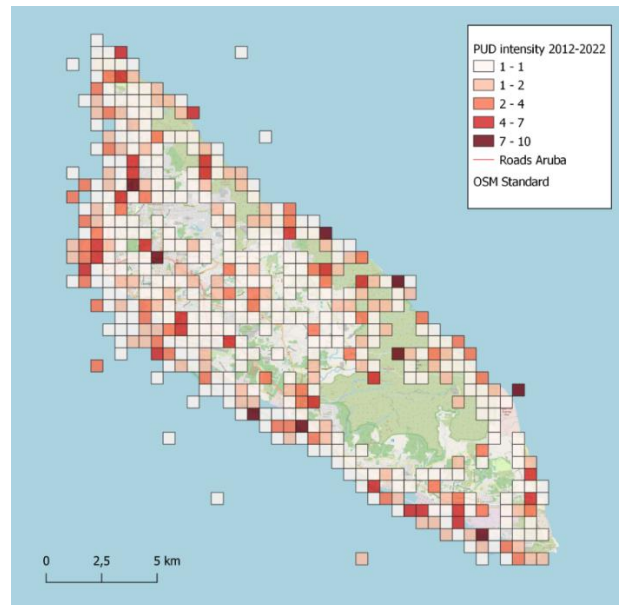 PUD intensity 2012-2022
1 - 1
1 - 2
2 - 4
4 - 7
7 - 10
Roads Aruba
OSM Standard
0 2,5 5 km